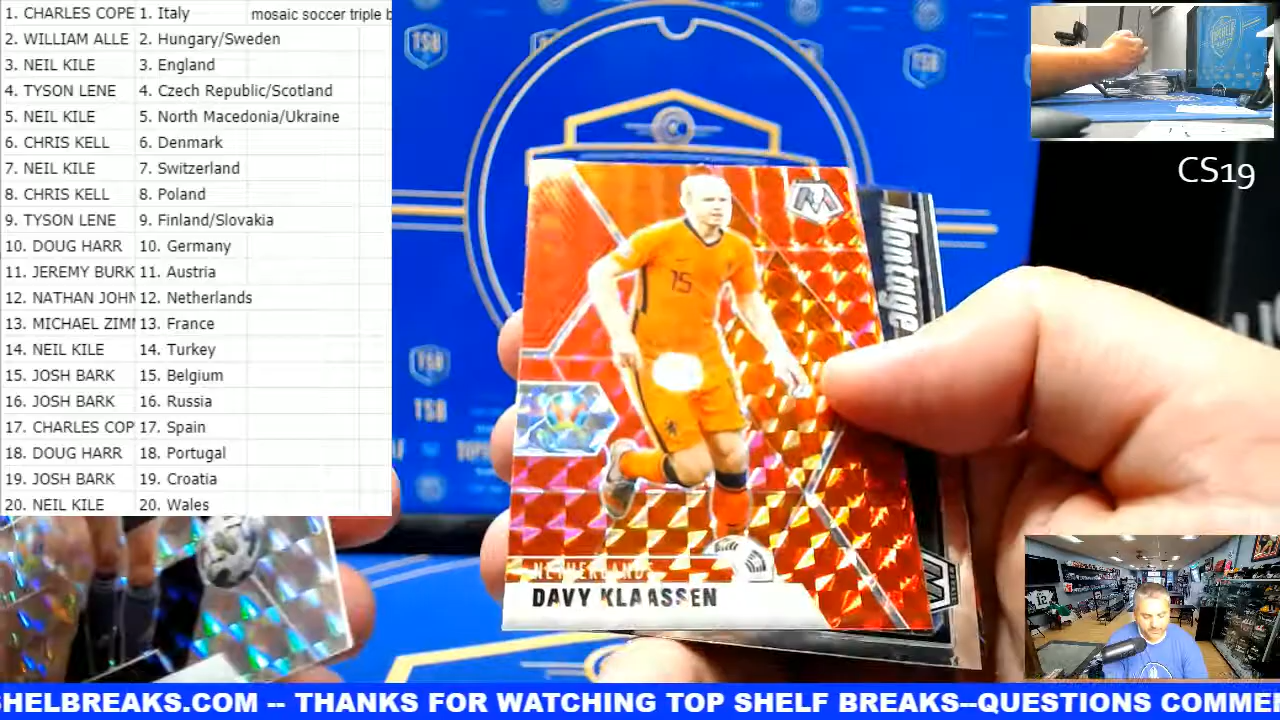 1. CHARLES COPE 1. Italy mosaic soccer triple b
2. WILLIAM ALLE 2. Hungary/Sweden
3. NEIL KILE 3. England
4. TYSON LENE 4. Czech Republic/Scotland
5. NEIL KILE 5. North Macedonia/Ukraine
6. CHRIS KELL 6. Denmark
7. NEIL KILE 7. Switzerland
8. CHRIS KELL 8. Poland
9. TYSON LENE 9. Finland/Slovakia
10. DOUG HARR 10. Germany
11. JEREMY BURK 11. Austria
12. NATHAN JOHN 12. Netherlands
13. MICHAEL ZIM 13. France
14. NEIL KILE 14. Turkey
15. JOSH BARK 15. Belgium
16. JOSH BARK 16. Russia
17. CHARLES COP 17. Spain
18. DOUG HARR 18. Portugal
19. JOSH BARK 19. Croatia
20. NEIL KILE 20. Wales
CS19
TSB
TSB
TSB
TSB
Montage
15
NETHERLANDS
DAVY KLAASSEN
SHELBREAKS.COM -- THANKS FOR WATCHING TOP SHELF BREAKS--QUESTIONS COMME